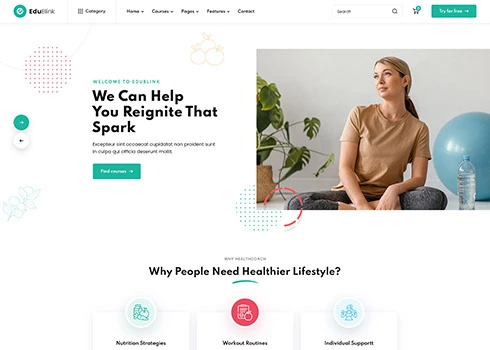 EduBlink
Category
Home
Courses
Pages
Features
Contact
Search
0
Try for free →
WELCOME TO EDUBLINK
We Can Help
You Reignite That
Spark
Excepteur sint occaecat cupidatat non proident sunt
in culpa qui officia deserunt mollit.
Find courses →
WHY HEALTHCOACH
Why People Need Healthier Lifestyle?
Nutrition Strategies
Workout Routines
Individual Supportt